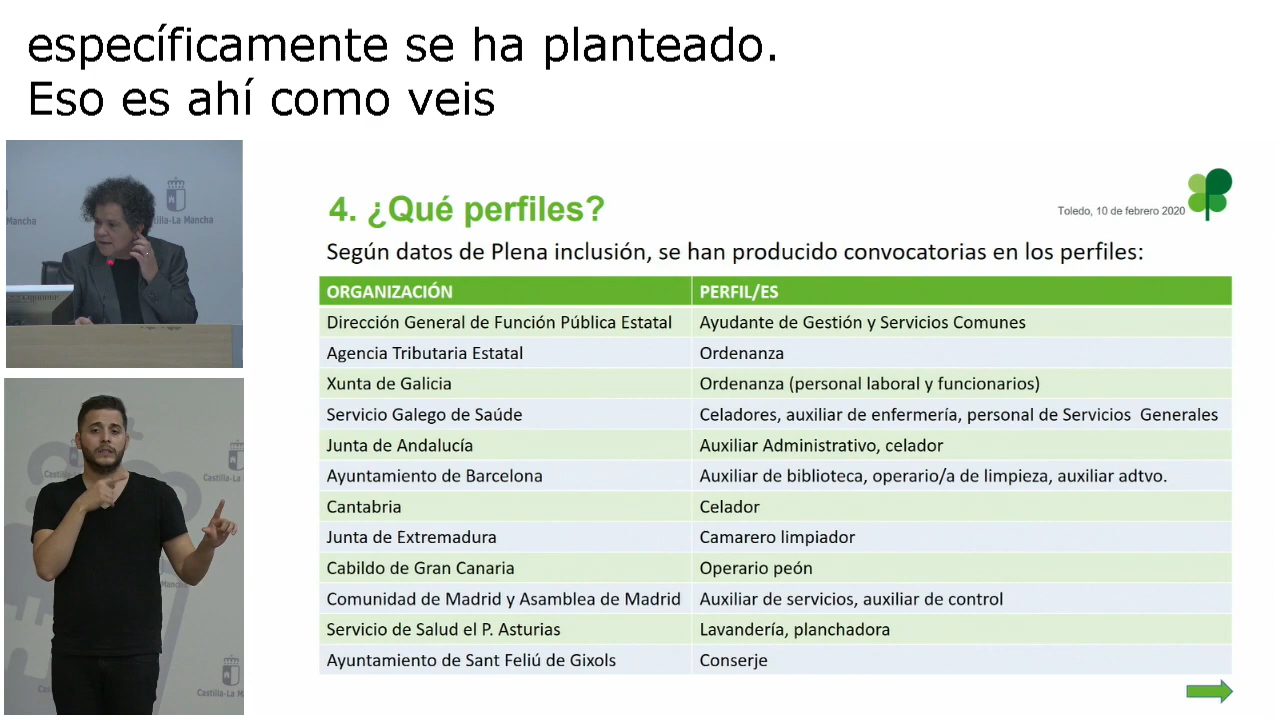 específicamente se ha planteado.
Eso es ahí como veis
Mancha
tilla-La Mancha
4. ¿Qué perfiles?
Toledo, 10 de febrero 2020
Según datos de Plena inclusión, se han producido convocatorias en los perfiles:
ORGANIZACIÓN PERFIL/ES
Dirección General de Función Pública Estatal Ayudante de Gestión y Servicios Comunes
Agencia Tributaria Estatal Ordenanza
Xunta de Galicia Ordenanza (personal laboral y funcionarios)
Servicio Galego de Saúde Celadores, auxiliar de enfermería, personal de Servicios Generales
Junta de Andalucía Auxiliar Administrativo, celador
Ayuntamiento de Barcelona Auxiliar de biblioteca, operario/a de limpieza, auxiliar adtvo.
Cantabria Celador
Junta de Extremadura Camarero limpiador
Cabildo de Gran Canaria Operario peón
Comunidad de Madrid y Asamblea de Madrid Auxiliar de servicios, auxiliar de control
Servicio de Salud el P. Asturias Lavandería, planchadora
Ayuntamiento de Sant Feliú de Gixols Conserje
Castilla-La Ma